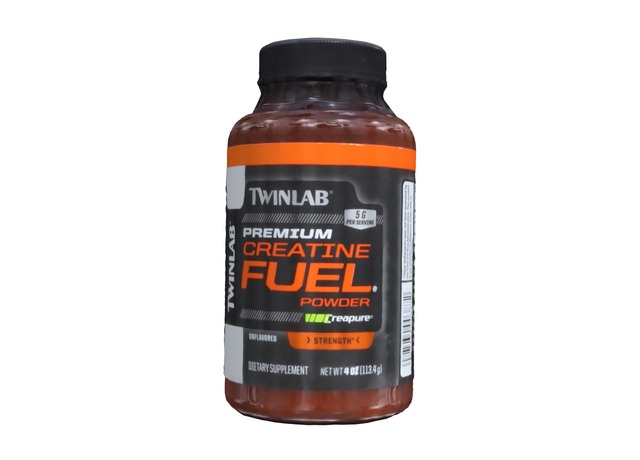 TWINLAB®
TWINLAB®
5 G
PER SERVING
PREMIUM
CREATINE
FUEL®
POWDER
Creapure®
UNFLAVORED
STRENGTH*
DIETARY SUPPLEMENT
NET WT 4 OZ (113.4g)